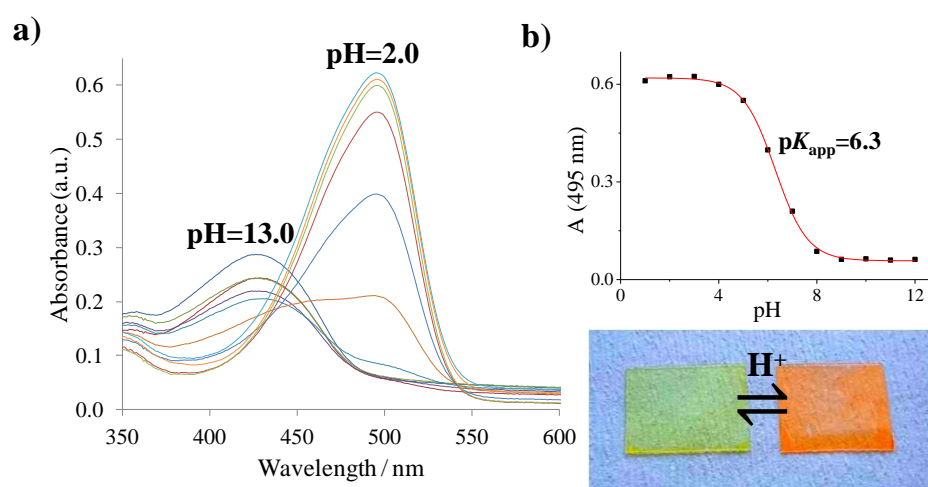 a)
pH=2.0
pH=13.0
0.6
0.5
0.4
0.3
0.2
0.1
0.0
Absorbance (a.u.)
350 400 450 500 550 600
Wavelength / nm
b)
0.6
0.3
0.0
A (495 nm)
pKapp=6.3
0 4 8 12
pH
H⁺